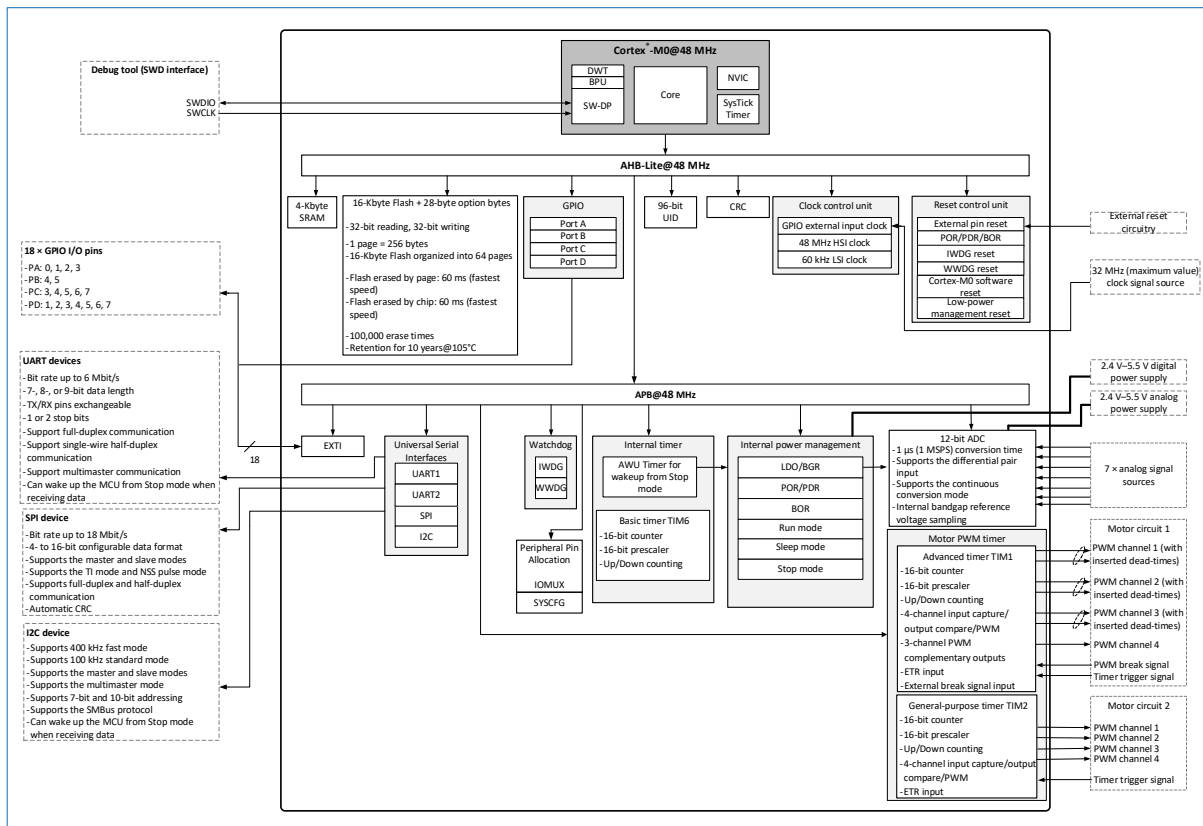 Cortex®-M0@48 MHz
DWT
BPU
SW-DP
Core
NVIC
SysTick
Timer
Debug tool (SWD interface)
SWDIO
SWCLK
AHB-Lite@48 MHz
4-Kbyte
SRAM
16-Kbyte Flash + 28-byte option bytes
-32-bit reading, 32-bit writing
-1 page = 256 bytes
-16-Kbyte Flash organized into 64 pages
-Flash erased by page: 60 ms (fastest
speed)
-Flash erased by chip: 60 ms (fastest
speed)
-100,000 erase times
-Retention for 10 years@105°C
GPIO
Port A
Port B
Port C
Port D
96-bit
UID
CRC
Clock control unit
GPIO external input clock
48 MHz HSI clock
60 kHz LSI clock
Reset control unit
External pin reset
POR/PDR/BOR
IWDG reset
WWDG reset
Cortex-M0 software
reset
Low-power
management reset
External reset
circuitry
32 MHz (maximum value)
clock signal source
18 × GPIO I/O pins
-PA: 0, 1, 2, 3
-PB: 4, 5
-PC: 3, 4, 5, 6, 7
-PD: 1, 2, 3, 4, 5, 6, 7
UART devices
-Bit rate up to 6 Mbit/s
-7-, 8-, or 9-bit data length
-TX/RX pins exchangeable
-1 or 2 stop bits
-Support full-duplex communication
-Support single-wire half-duplex
communication
-Support multimaster communication
-Can wake up the MCU from Stop mode when
receiving data
SPI device
-Bit rate up to 18 Mbit/s
-4- to 16-bit configurable data format
-Supports the master and slave modes
-Supports the TI mode and NSS pulse mode
-Supports full-duplex and half-duplex
communication
-Automatic CRC
I2C device
-Supports 400 kHz fast mode
-Supports 100 kHz standard mode
-Supports the master and slave modes
-Supports the multimaster mode
-Supports 7-bit and 10-bit addressing
-Supports the SMBus protocol
-Can wake up the MCU from Stop mode
when receiving data
APB@48 MHz
18
EXTI
Universal Serial
Interfaces
UART1
UART2
SPI
I2C
Watchdog
IWDG
WWDG
Peripheral Pin
Allocation
IOMUX
SYSCFG
Internal timer
AWU Timer for
wakeup from Stop
mode
Basic timer TIM6
-16-bit counter
-16-bit prescaler
-Up/Down counting
Internal power management
LDO/BGR
POR/PDR
BOR
Run mode
Sleep mode
Stop mode
12-bit ADC
-1 μs (1 MSPS) conversion time
-Supports the differential pair
input
-Supports the continuous
conversion mode
-Internal bandgap reference
voltage sampling
2.4 V–5.5 V digital
power supply
2.4 V–5.5 V analog
power supply
7 × analog signal
sources
Motor PWM timer
Advanced timer TIM1
-16-bit counter
-16-bit prescaler
-Up/Down counting
-4-channel input capture/
output compare/PWM
-3-channel PWM
complementary outputs
-ETR input
-External break signal input
General-purpose timer TIM2
-16-bit counter
-16-bit prescaler
-Up/Down counting
-4-channel input capture/output
compare/PWM
-ETR input
Motor circuit 1
PWM channel 1 (with
inserted dead-times)
PWM channel 2 (with
inserted dead-times)
PWM channel 3 (with
inserted dead-times)
PWM channel 4
PWM break signal
Timer trigger signal
Motor circuit 2
PWM channel 1
PWM channel 2
PWM channel 3
PWM channel 4
Timer trigger signal